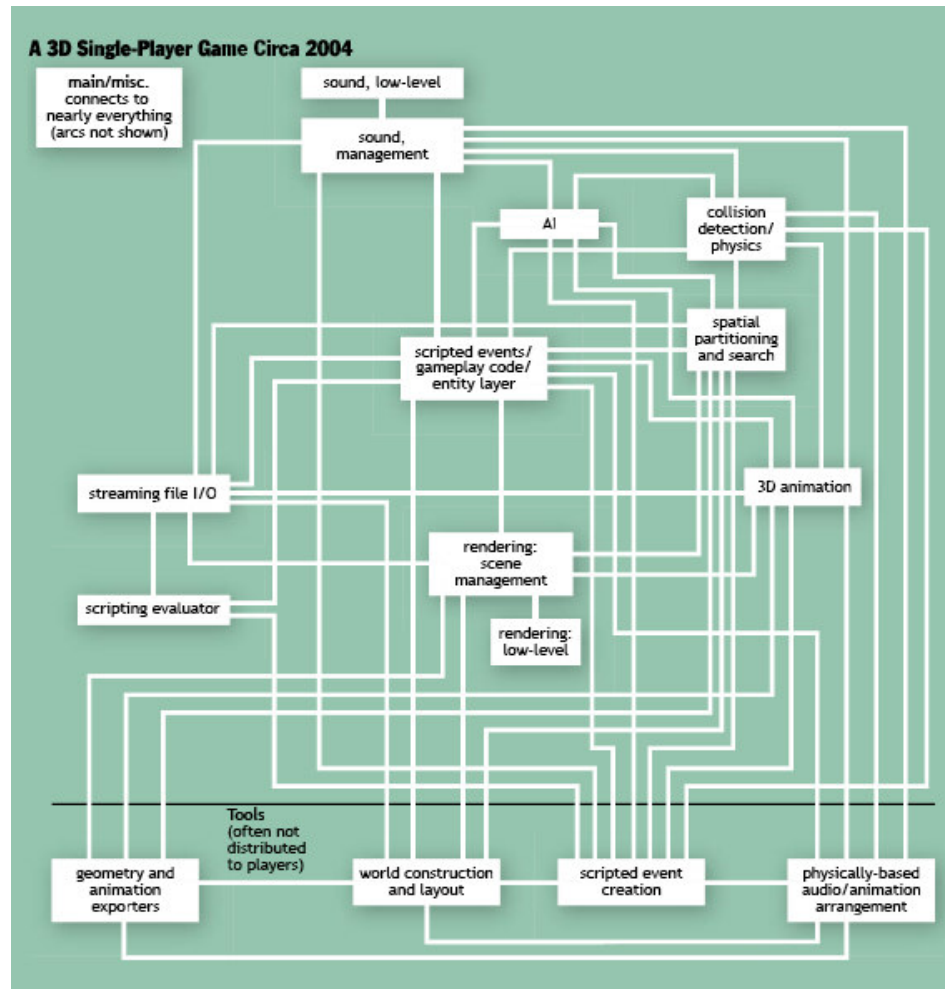 A 3D Single-Player Game Circa 2004
main/misc.
connects to
nearly everything
(arcs not shown)
sound, low-level
sound,
management
AI
collision
detection/
physics
spatial
partitioning
and search
scripted events/
gameplay code/
entity layer
streaming file I/O
3D animation
rendering:
scene
management
scripting evaluator
rendering:
low-level
Tools
(often not
distributed
to players)
geometry and
animation
exporters
world construction
and layout
scripted event
creation
physically-based
audio/animation
arrangement